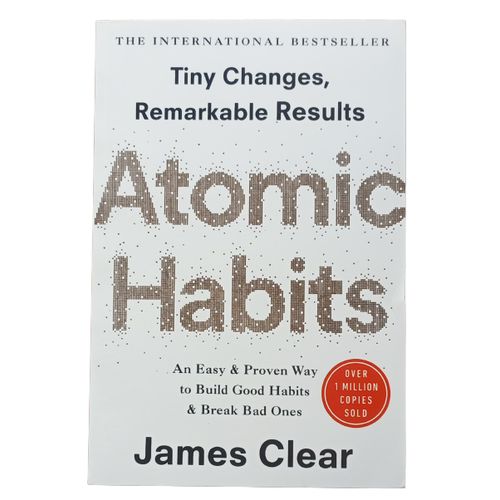 THE INTERNATIONAL BESTSELLER
Tiny Changes,
Remarkable Results
Atomic
Habits
An Easy & Proven Way
to Build Good Habits
& Break Bad Ones
OVER
1 MILLION
COPIES
SOLD
James Clear